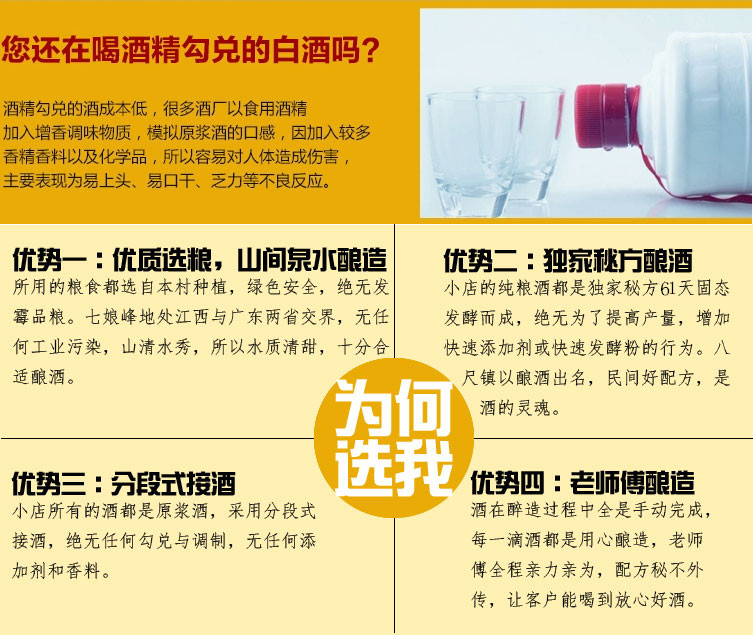 您还在喝酒精勾兑的白酒吗?
酒精勾兑的酒成本低，很多酒厂以食用酒精
加入增香调味物质，模拟原浆酒的口感，因加入较多
香精香料以及化学品，所以容易对人体造成伤害，
主要表现为易上头、易口干、乏力等不良反应。
优势一：优质选粮，山间泉水酿造
所用的粮食都选自本村种植，绿色安全，绝无发
霉品粮。七娘峰地处江西与广东两省交界，无任
何工业污染，山清水秀，所以水质清甜，十分合
适酿酒。
优势二：独家秘方酿酒
小店的纯粮酒都是独家秘方61天固态
发酵而成，绝无为了提高产量，增加
快速添加剂或快速发酵粉的行为。八
尺镇以酿酒出名，民间好配方，是
酒的灵魂。
为何
选我
优势三：分段式接酒
小店所有的酒都是原浆酒，采用分段式
接酒，绝无任何勾兑与调制，无任何添
加剂和香料。
优势四：老师傅酿造
酒在醉造过程中全是手动完成，
每一滴酒都是用心酿造，老师
傅全程亲力亲为，配方秘不外
传，让客户能喝到放心好酒。